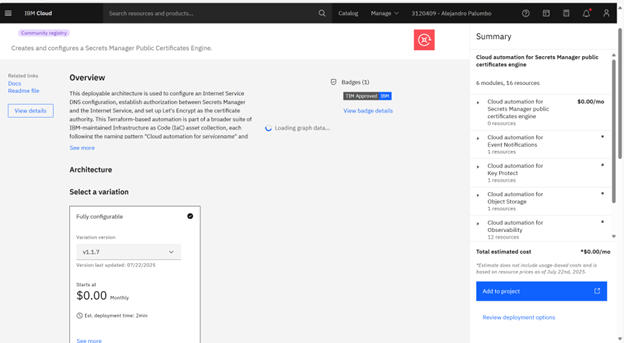 IBM Cloud
Search resources and products...
Catalog
Manage
3120409 - Alejandro Palumbo
Community registry
Creates and configures a Secrets Manager Public Certificates Engine.
Related links
Docs
Readme file
View details
Overview
This deployable architecture is used to configure an Internet Service
DNS configuration, establish authorization between Secrets Manager
and the Internet Service, and set up Let's Encrypt as the certificate
authority. This Terraform-based automation is part of a broader suite of
IBM-maintained Infrastructure as Code (IaC) asset collection, each
following the naming pattern "Cloud automation for servicename" and
See more
Badges (1)
TIM Approved IBM
View badge details
Loading graph data...
Architecture
Select a variation
Fully configurable
Variation version
v1.1.7
Version last updated: 07/22/2025
Starts at
$0.00 Monthly
Est. deployment time: 2min
See more
Summary
Cloud automation for Secrets Manager public
certificates engine
6 modules, 16 resources
Cloud automation for $0.00/mo
Secrets Manager public
certificates engine
0 resources
Cloud automation for *
Event Notifications
1 resources
Cloud automation for *
Key Protect
1 resources
Cloud automation for *
Object Storage
1 resources
Cloud automation for *
Observability
12 resources
Total estimated cost *$0.00/mo
*Estimate does not include usage-based costs and is
based on resource prices as of July 22nd, 2025.
Add to project
Review deployment options